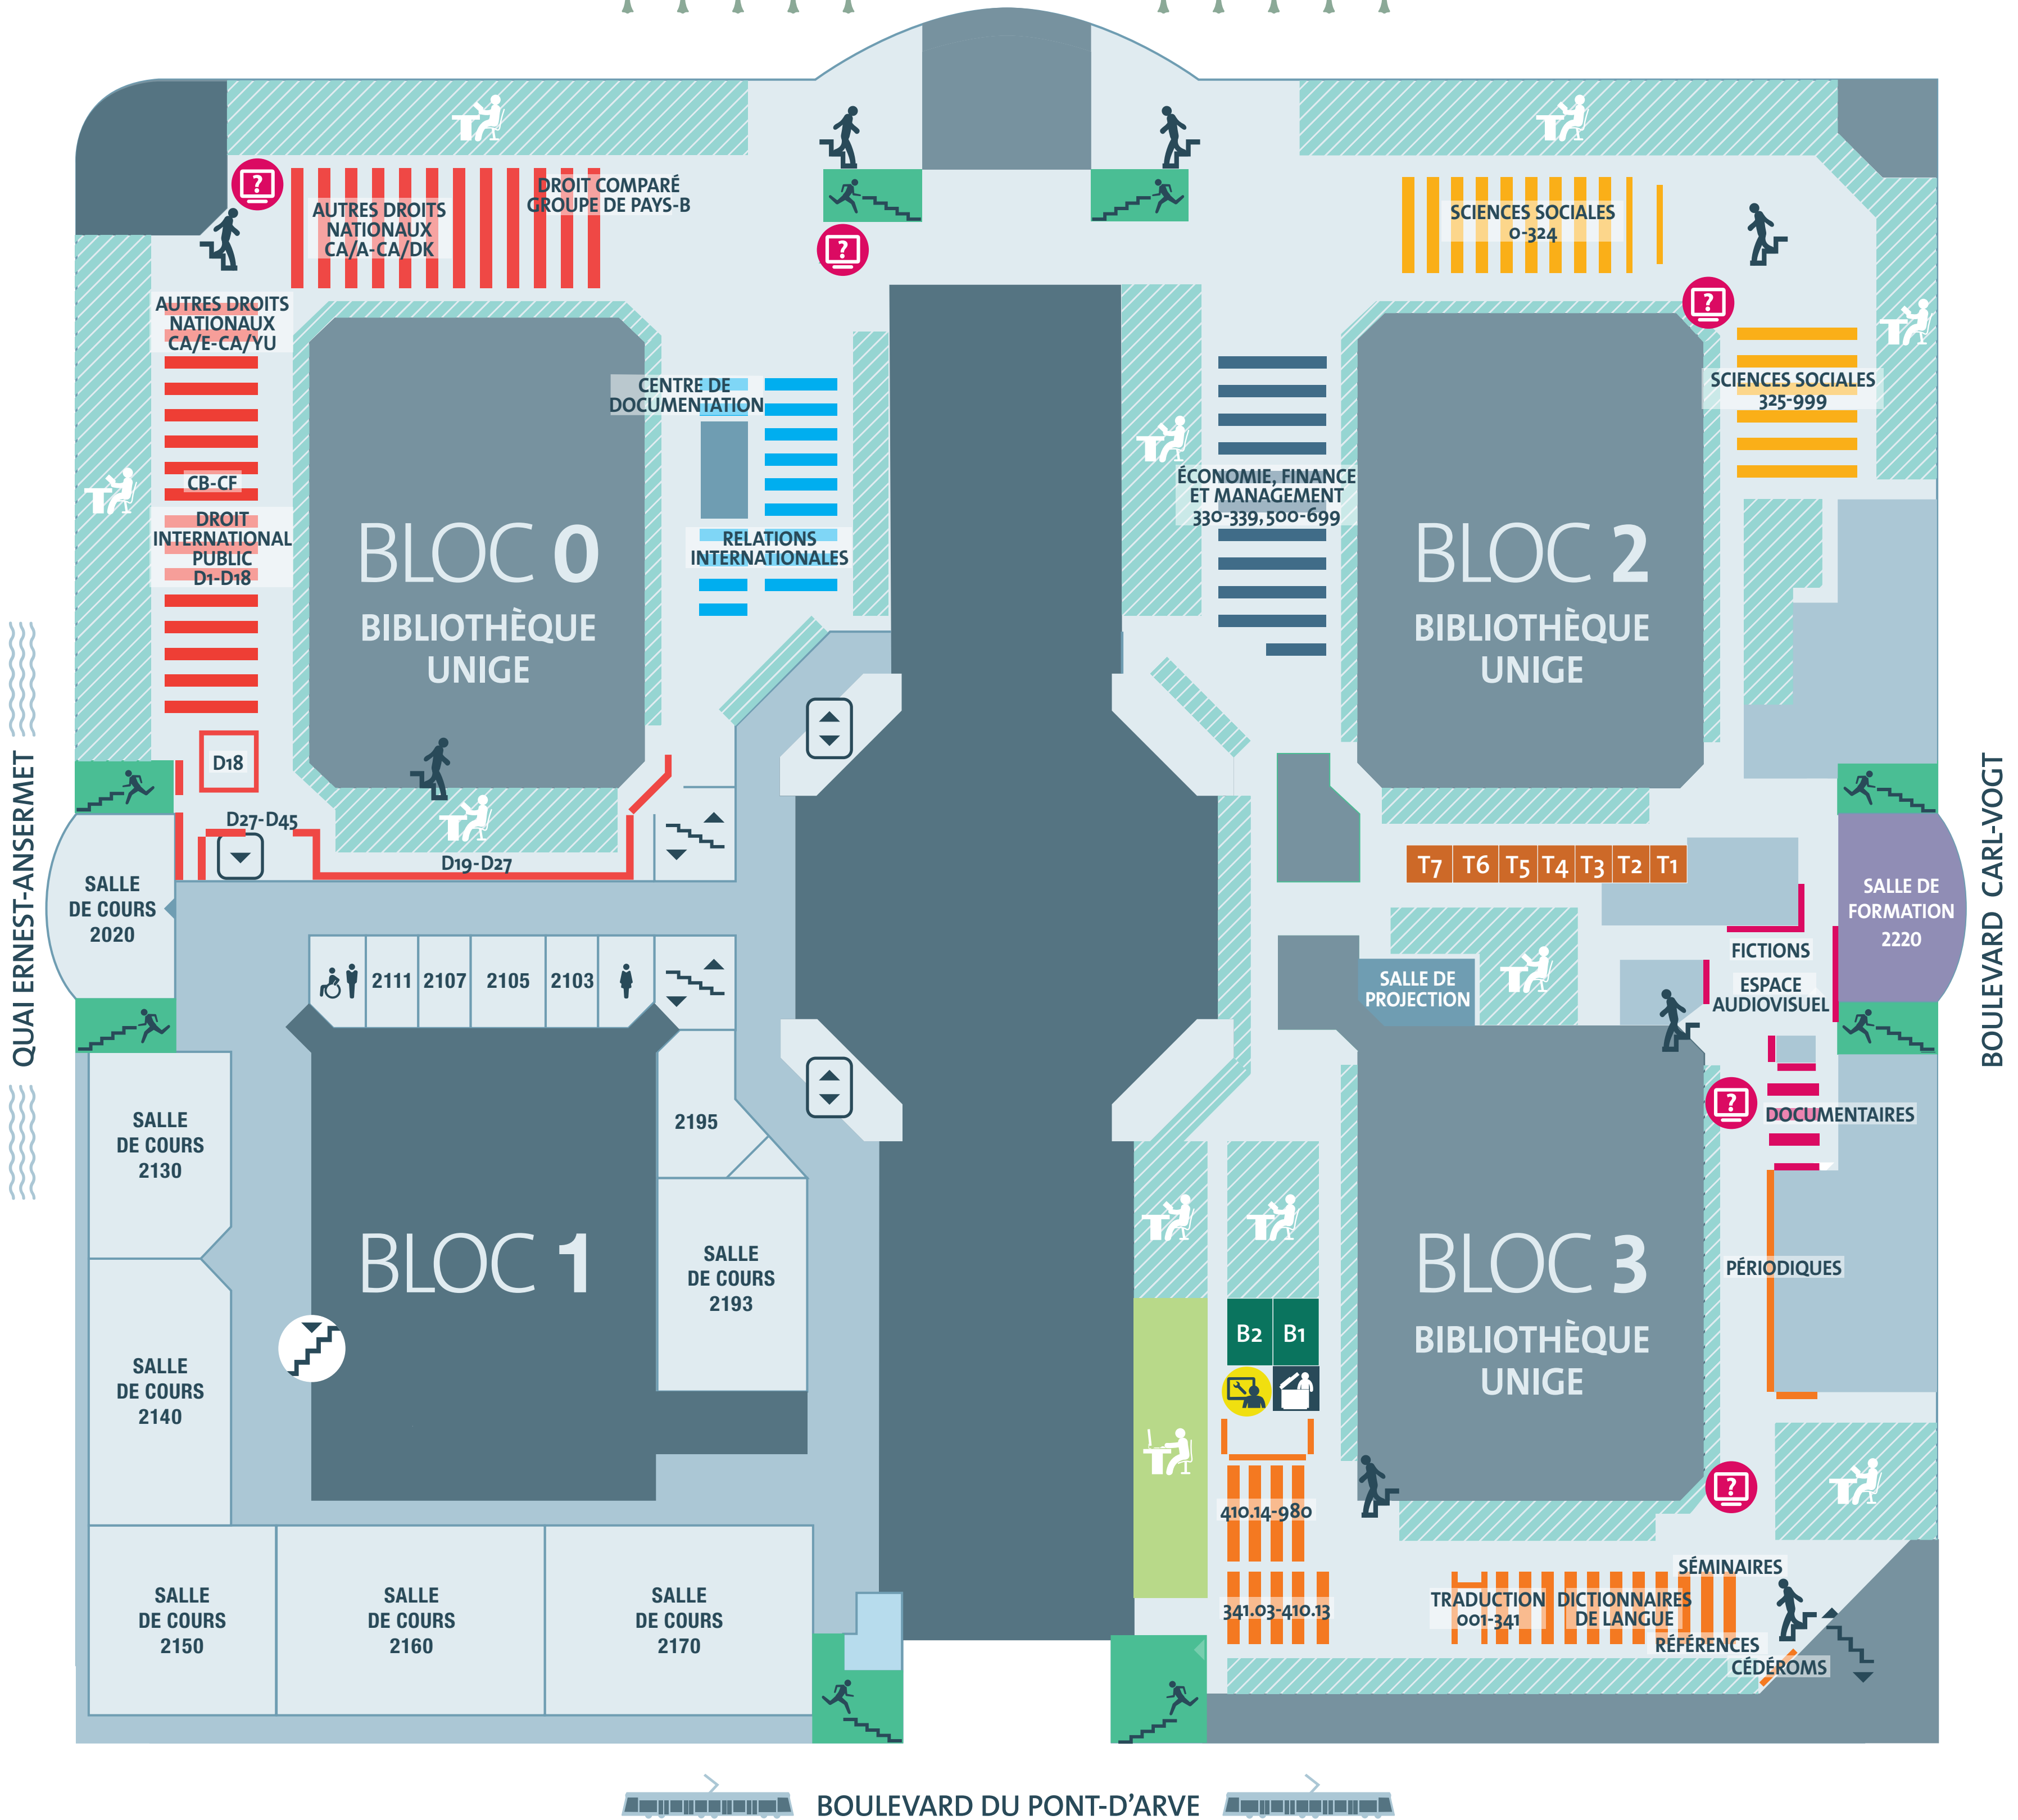 DROIT COMPARÉ
GROUPE DE PAYS-B
AUTRES DROITS
NATIONAUX
CA/A-CA/DK
SCIENCES SOCIALES
0-324
?
?
?
AUTRES DROITS
NATIONAUX
CA/E-CA/YU
CENTRE DE
DOCUMENTATION
SCIENCES SOCIALES
325-999
CB-CF
DROIT
INTERNATIONAL
PUBLIC
D1-D18
RELATIONS
INTERNATIONALES
ÉCONOMIE, FINANCE
ET MANAGEMENT
330-339, 500-699
BLOC 0
BIBLIOTHÈQUE
UNIGE
BLOC 2
BIBLIOTHÈQUE
UNIGE
D18
D27-D45
D19-D27
T7
T6
T5
T4
T3
T2
T1
QUAI ERNEST-ANSERMET
BOULEVARD CARL-VOGT
SALLE
DE COURS
2020
SALLE DE
FORMATION
2220
FICTIONS
ESPACE
AUDIOVISUEL
SALLE DE
PROJECTION
2111
2107
2105
2103
2195
?
DOCUMENTAIRES
SALLE
DE COURS
2130
BLOC 1
SALLE
DE COURS
2193
BLOC 3
BIBLIOTHÈQUE
UNIGE
PÉRIODIQUES
B2
B1
SALLE
DE COURS
2140
?
410.14-980
341.03-410.13
SÉMINAIRES
TRADUCTION
001-341
DICTIONNAIRES
DE LANGUE
RÉFÉRENCES
CÉDÉROMS
SALLE
DE COURS
2150
SALLE
DE COURS
2160
SALLE
DE COURS
2170
BOULEVARD DU PONT-D'ARVE